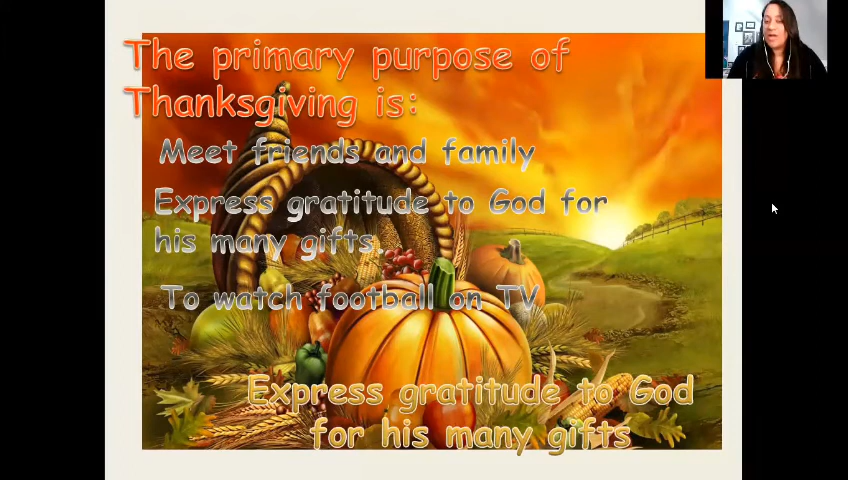 The primary purpose of
Thanksgiving is:
Meet friends and family
Express gratitude to God for
his many gifts.
To watch football on TV
Express gratitude to God
for his many gifts